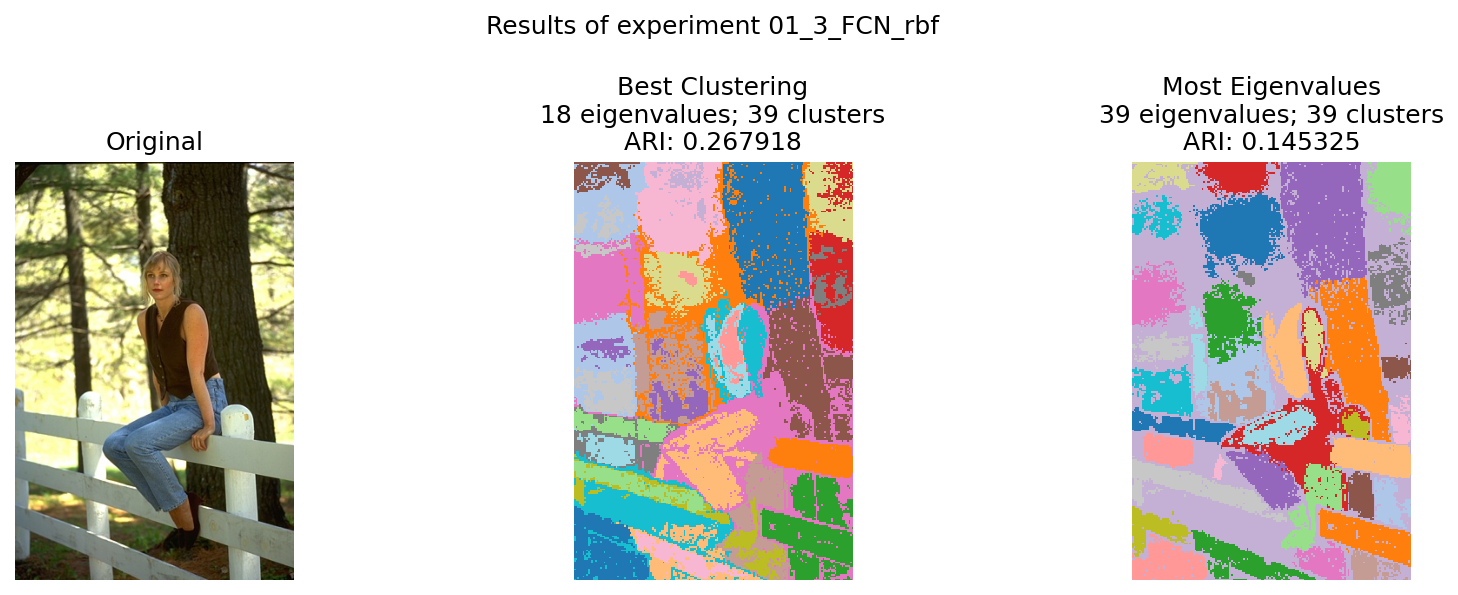 Results of experiment 01_3_FCN_rbf
Original
Best Clustering
18 eigenvalues; 39 clusters
ARI: 0.267918
Most Eigenvalues
39 eigenvalues; 39 clusters
ARI: 0.145325